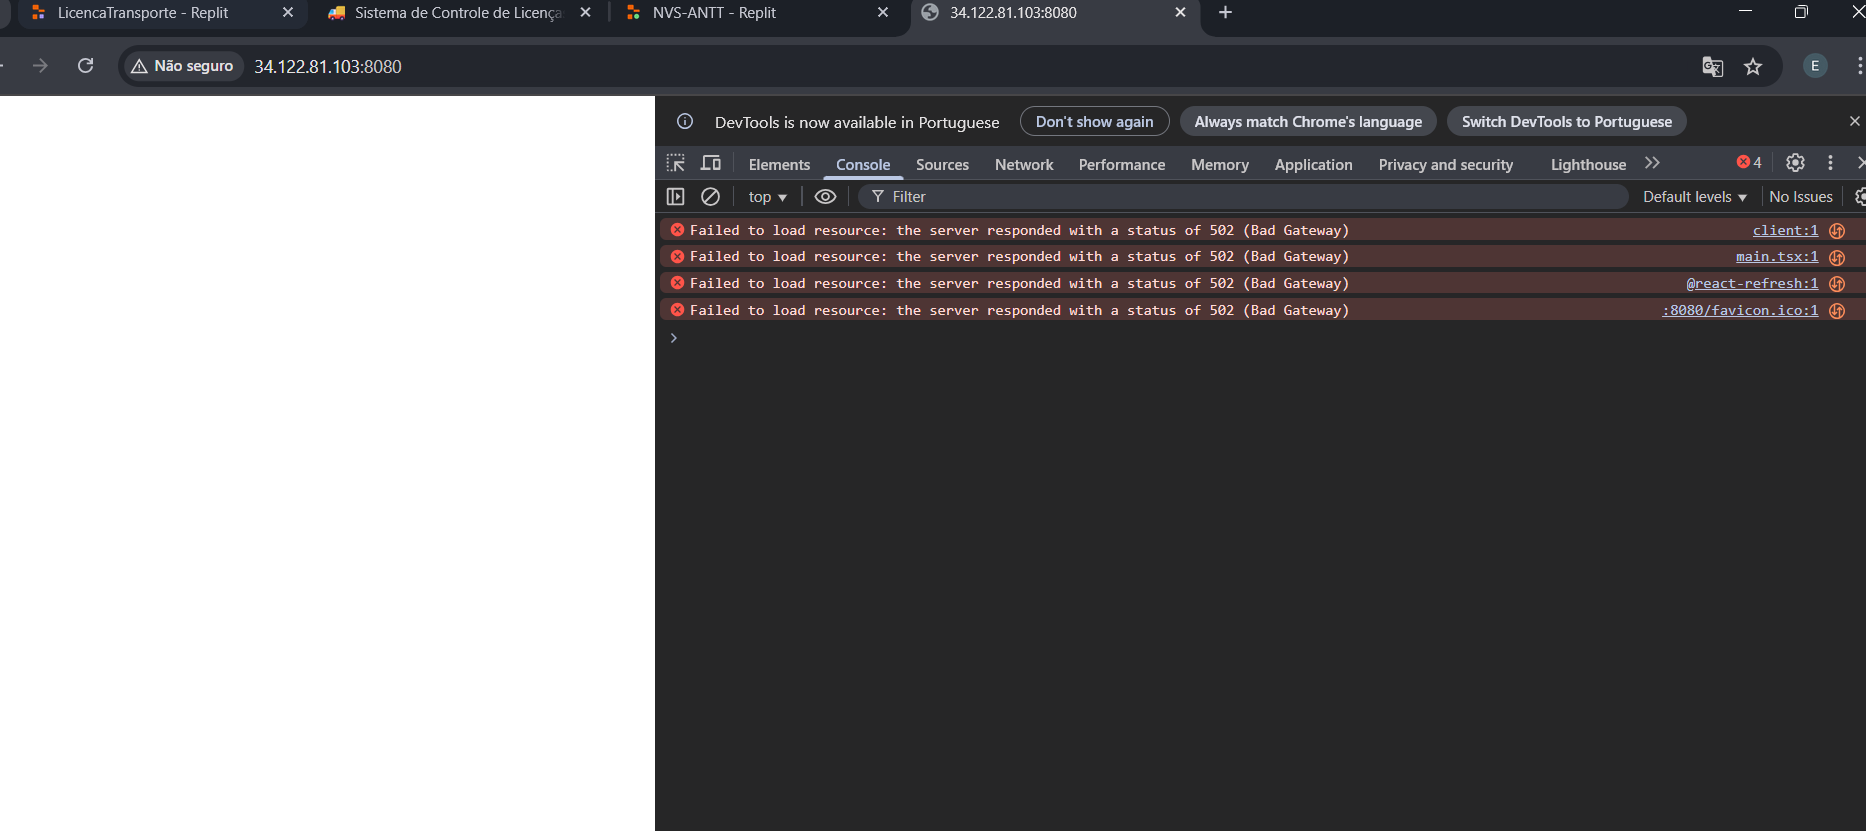 LicencaTransporte - Replit
Sistema de Controle de Licença
NVS-ANTT - Replit
34.122.81.103:8080
Não seguro
34.122.81.103:8080
E
DevTools is now available in Portuguese
Don't show again
Always match Chrome's language
Switch DevTools to Portuguese
Elements
Console
Sources
Network
Performance
Memory
Application
Privacy and security
Lighthouse
4
top
Filter
Default levels
No Issues
Failed to load resource: the server responded with a status of 502 (Bad Gateway) client:1
Failed to load resource: the server responded with a status of 502 (Bad Gateway) main.tsx:1
Failed to load resource: the server responded with a status of 502 (Bad Gateway) @react-refresh:1
Failed to load resource: the server responded with a status of 502 (Bad Gateway) :8080/favicon.ico:1